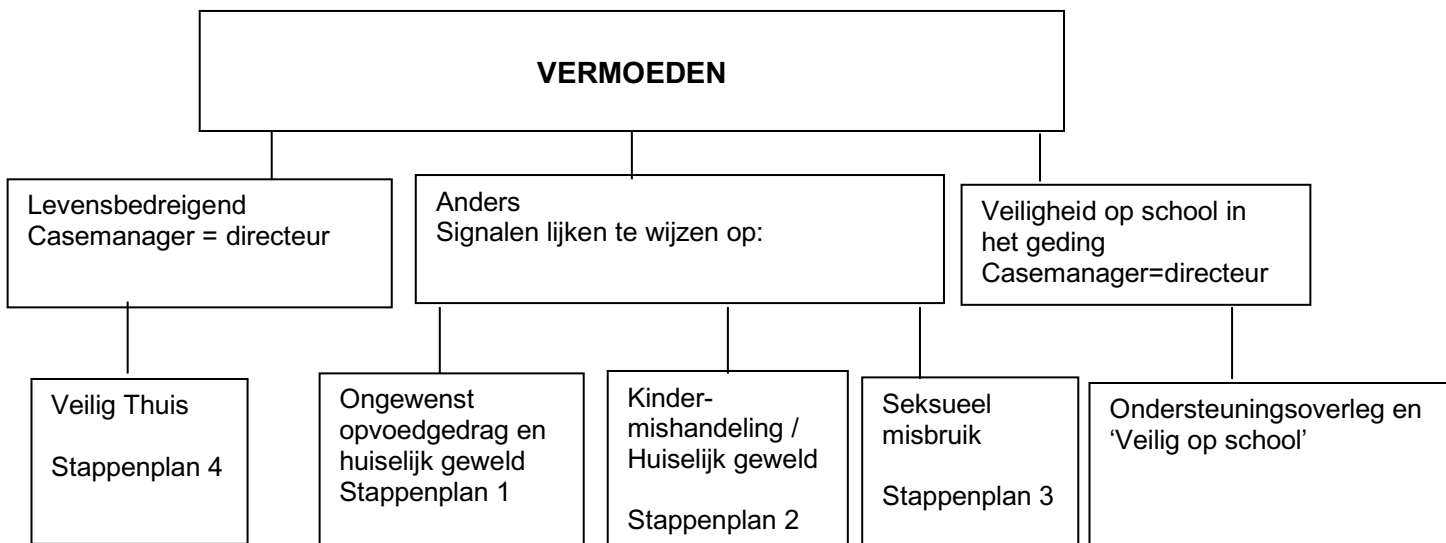 VERMOEDEN
Levensbedreigend
Casemanager = directeur
Anders
Signalen lijken te wijzen op:
Veiligheid op school in
het geding
Casemanager=directeur
Veilig Thuis
Stappenplan 4
Ongewenst
opvoedgedrag en
huiselijk geweld
Stappenplan 1
Kinder-
mishandeling /
Huiselijk geweld
Stappenplan 2
Seksueel
misbruik
Stappenplan 3
Ondersteuningsoverleg en
‘Veilig op school’